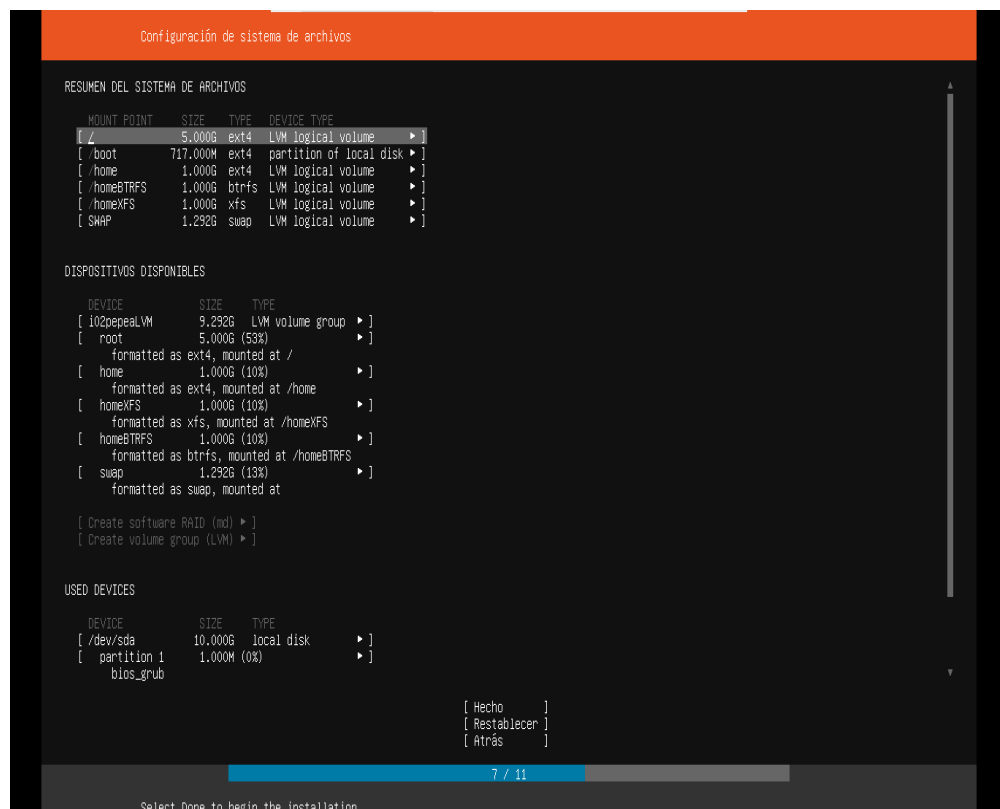 Configuración de sistema de archivos
RESUMEN DEL SISTEMA DE ARCHIVOS
MOUNT POINT SIZE TYPE DEVICE TYPE
[ / 5.000G ext4 LVM logical volume ▸ ]
[ /boot 717.000M ext4 partition of local disk ▸ ]
[ /home 1.000G ext4 LVM logical volume ▸ ]
[ /homeBTRFS 1.000G btrfs LVM logical volume ▸ ]
[ /homeXFS 1.000G xfs LVM logical volume ▸ ]
[ SWAP 1.292G swap LVM logical volume ▸ ]
DISPOSITIVOS DISPONIBLES
DEVICE SIZE TYPE
[ i02pepeaLVM 9.292G LVM volume group ▸ ]
[ root 5.000G (53%) ▸ ]
formatted as ext4, mounted at /
[ home 1.000G (10%) ▸ ]
formatted as ext4, mounted at /home
[ homeXFS 1.000G (10%) ▸ ]
formatted as xfs, mounted at /homeXFS
[ homeBTRFS 1.000G (10%) ▸ ]
formatted as btrfs, mounted at /homeBTRFS
[ swap 1.292G (13%) ▸ ]
formatted as swap, mounted at
[ Create software RAID (md) ▸ ]
[ Create volume group (LVM) ▸ ]
USED DEVICES
DEVICE SIZE TYPE
[ /dev/sda 10.000G local disk ▸ ]
[ partition 1 1.000M (0%) ▸ ]
bios_grub
[ Hecho ]
[ Restablecer ]
[ Atrás ]
7 / 11
Select Done to begin the installation